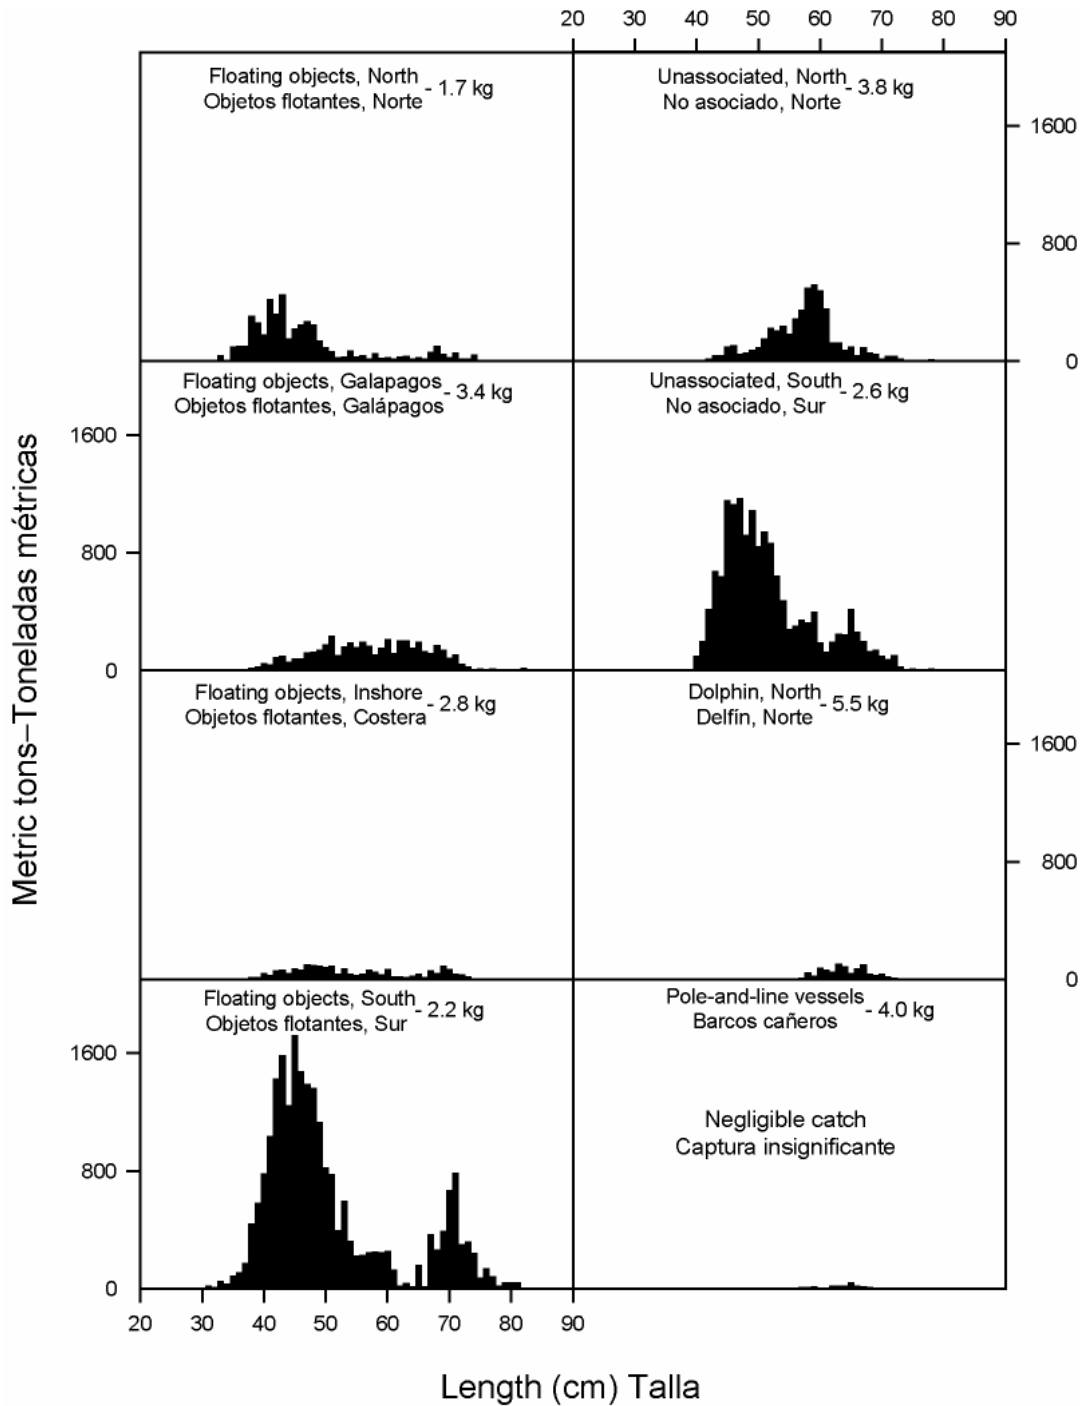 20 30 40 50 60 70 80 90
Floating objects, North
Objetos flotantes, Norte
- 1.7 kg
Unassociated, North
No asociado, Norte
- 3.8 kg
1600
800
0
Floating objects, Galapagos
Objetos flotantes, Galápagos
- 3.4 kg
Unassociated, South
No asociado, Sur
- 2.6 kg
1600
800
0
Floating objects, Inshore
Objetos flotantes, Costera
- 2.8 kg
Dolphin, North
Delfín, Norte
- 5.5 kg
1600
800
0
Floating objects, South
Objetos flotantes, Sur
- 2.2 kg
Pole-and-line vessels
Barcos cañeros
- 4.0 kg
Negligible catch
Captura insignificante
1600
800
0
20 30 40 50 60 70 80 90
Metric tons–Toneladas métricas
Length (cm) Talla